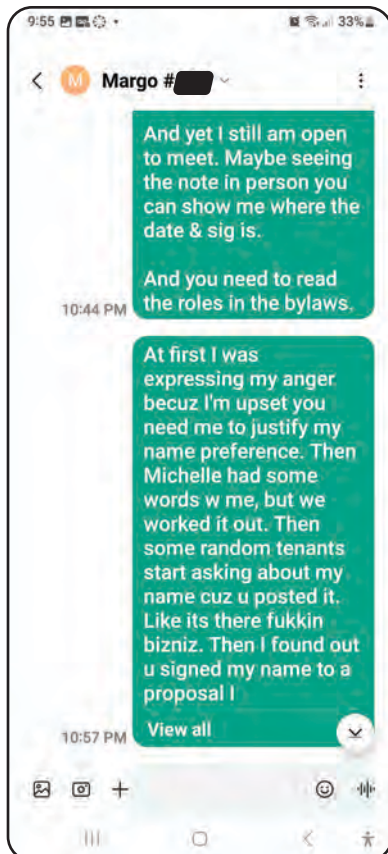 9:55
33%
M Margo #
And yet I still am open
to meet. Maybe seeing
the note in person you
can show me where the
date & sig is.
And you need to read
the roles in the bylaws.
10:44 PM
At first I was
expressing my anger
becuz I'm upset you
need me to justify my
name preference. Then
Michelle had some
words w me, but we
worked it out. Then
some random tenants
start asking about my
name cuz u posted it.
Like its there fukkin
bizniz. Then I found out
u signed my name to a
proposal I
View all
10:57 PM